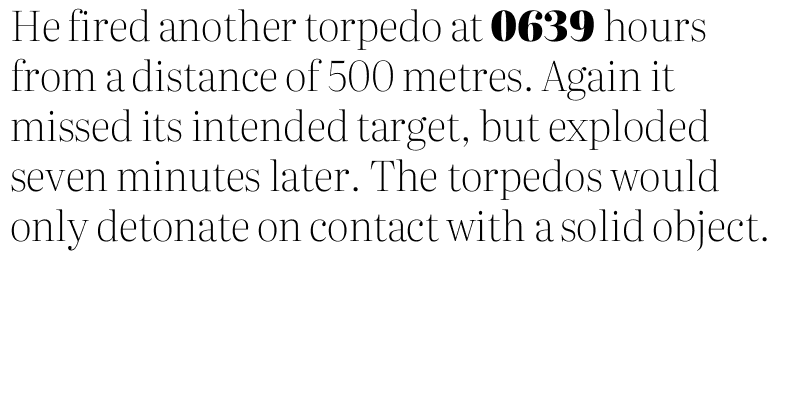 He fired another torpedo at 0639 hours
from a distance of 500 metres. Again it
missed its intended target, but exploded
seven minutes later. The torpedos would
only detonate on contact with a solid object.